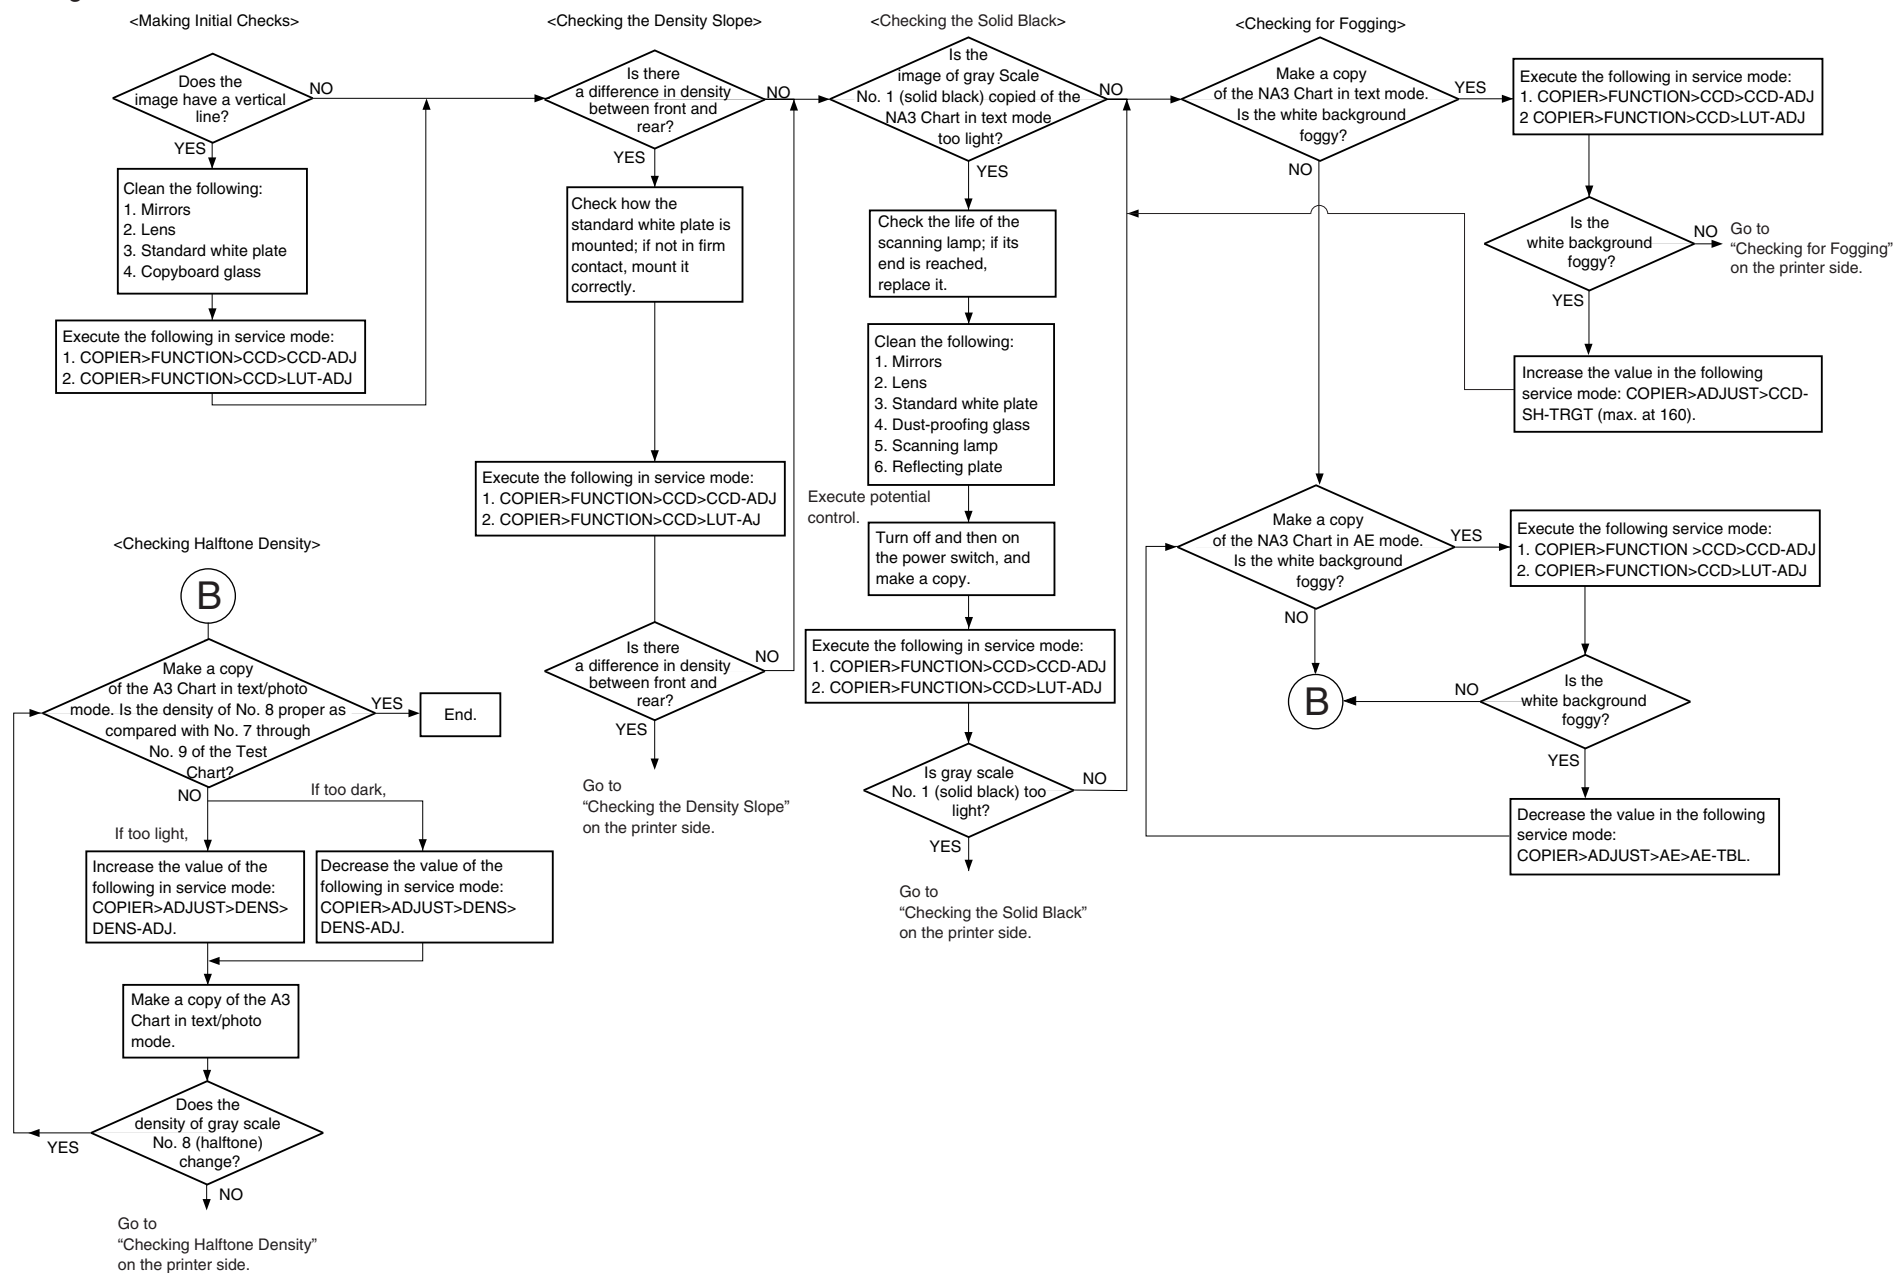 <Making Initial Checks>
Does the
image have a vertical
line?
NO
YES
Clean the following:
1. Mirrors
2. Lens
3. Standard white plate
4. Copyboard glass
Execute the following in service mode:
1. COPIER>FUNCTION>CCD>CCD-ADJ
2. COPIER>FUNCTION>CCD>LUT-ADJ
<Checking the Density Slope>
Is there
a difference in density
between front and
rear?
NO
YES
Check how the
standard white plate is
mounted; if not in firm
contact, mount it
correctly.
Execute the following in service mode:
1. COPIER>FUNCTION>CCD>CCD-ADJ
2. COPIER>FUNCTION>CCD>LUT-AJ
Is there
a difference in density
between front and
rear?
NO
YES
Go to
“Checking the Density Slope”
on the printer side.
<Checking the Solid Black>
Is the
image of gray Scale
No. 1 (solid black) copied of the
NA3 Chart in text mode
too light?
NO
YES
Check the life of the
scanning lamp; if its
end is reached,
replace it.
Clean the following:
1. Mirrors
2. Lens
3. Standard white plate
4. Dust-proofing glass
5. Scanning lamp
6. Reflecting plate
Execute potential
control.
Turn off and then on
the power switch, and
make a copy.
Execute the following in service mode:
1. COPIER>FUNCTION>CCD>CCD-ADJ
2. COPIER>FUNCTION>CCD>LUT-ADJ
Is gray scale
No. 1 (solid black) too
light?
NO
YES
Go to
“Checking the Solid Black”
on the printer side.
<Checking for Fogging>
Make a copy
of the NA3 Chart in text mode.
Is the white background
foggy?
YES
NO
Execute the following in service mode:
1. COPIER>FUNCTION>CCD>CCD-ADJ
2 COPIER>FUNCTION>CCD>LUT-ADJ
Is the
white background
foggy?
NO
Go to
“Checking for Fogging”
on the printer side.
YES
Increase the value in the following
service mode: COPIER>ADJUST>CCD-
SH-TRGT (max. at 160).
Make a copy
of the NA3 Chart in AE mode.
Is the white background
foggy?
YES
NO
B
Execute the following service mode:
1. COPIER>FUNCTION >CCD>CCD-ADJ
2. COPIER>FUNCTION>CCD>LUT-ADJ
Is the
white background
foggy?
NO
YES
Decrease the value in the following
service mode:
COPIER>ADJUST>AE>AE-TBL.
<Checking Halftone Density>
B
Make a copy
of the A3 Chart in text/photo
mode. Is the density of No. 8 proper as
compared with No. 7 through
No. 9 of the Test
Chart?
YES
End.
NO
If too dark,
If too light,
Increase the value of the
following in service mode:
COPIER>ADJUST>DENS>
DENS-ADJ.
Decrease the value of the
following in service mode:
COPIER>ADJUST>DENS>
DENS-ADJ.
Make a copy of the A3
Chart in text/photo
mode.
Does the
density of gray scale
No. 8 (halftone)
change?
YES
NO
Go to
“Checking Halftone Density”
on the printer side.